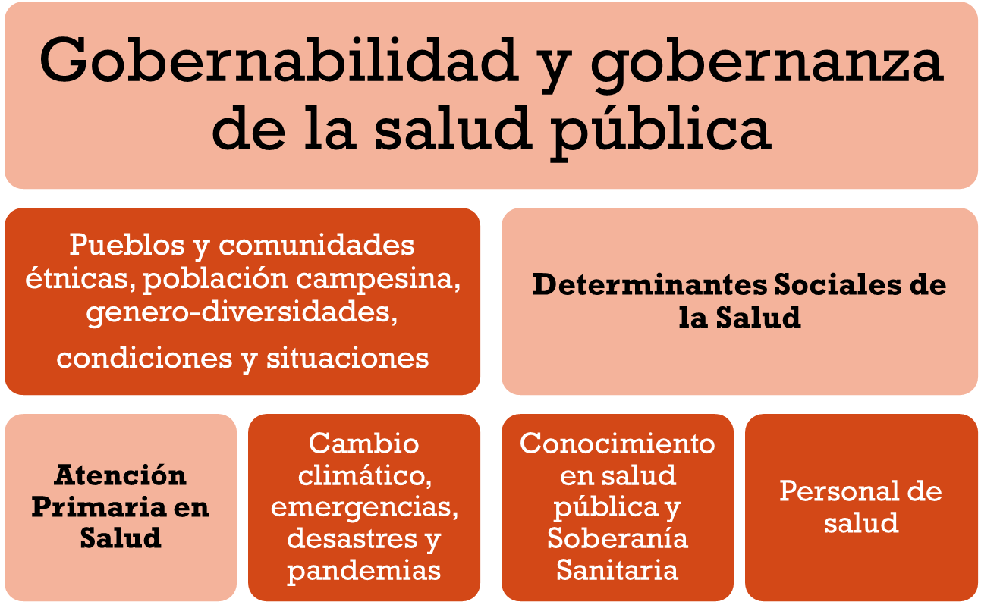 Gobernabilidad y gobernanza
de la salud pública
Pueblos y comunidades
étnicas, población campesina,
genero-diversidades,
condiciones y situaciones
Determinantes Sociales de
la Salud
Atención
Primaria en
Salud
Cambio
climático,
emergencias,
desastres y
pandemias
Conocimiento
en salud
pública y
Soberanía
Sanitaria
Personal de
salud